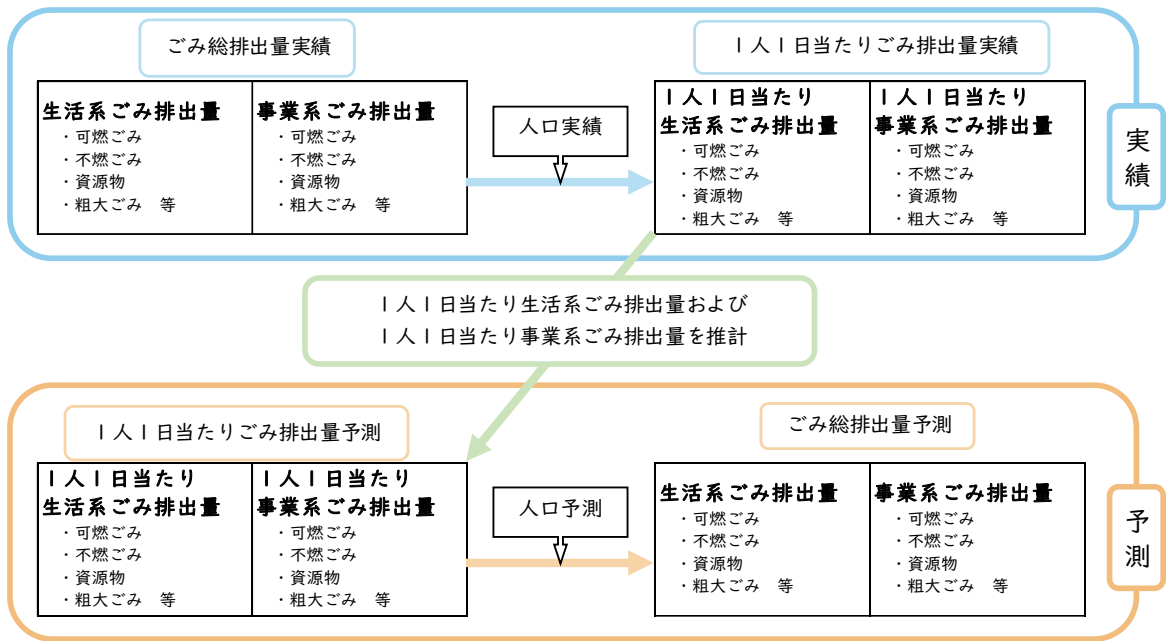 ごみ総排出量実績
生活系ごみ排出量
・可燃ごみ
・不燃ごみ
・資源物
・粗大ごみ 等
事業系ごみ排出量
・可燃ごみ
・不燃ごみ
・資源物
・粗大ごみ 等
人口実績
1人1日当たりごみ排出量実績
1人1日当たり
生活系ごみ排出量
・可燃ごみ
・不燃ごみ
・資源物
・粗大ごみ 等
1人1日当たり
事業系ごみ排出量
・可燃ごみ
・不燃ごみ
・資源物
・粗大ごみ 等
実績
1人1日当たり生活系ごみ排出量および
1人1日当たり事業系ごみ排出量を推計
1人1日当たりごみ排出量予測
1人1日当たり
生活系ごみ排出量
・可燃ごみ
・不燃ごみ
・資源物
・粗大ごみ 等
1人1日当たり
事業系ごみ排出量
・可燃ごみ
・不燃ごみ
・資源物
・粗大ごみ 等
人口予測
ごみ総排出量予測
生活系ごみ排出量
・可燃ごみ
・不燃ごみ
・資源物
・粗大ごみ 等
事業系ごみ排出量
・可燃ごみ
・不燃ごみ
・資源物
・粗大ごみ 等
予測